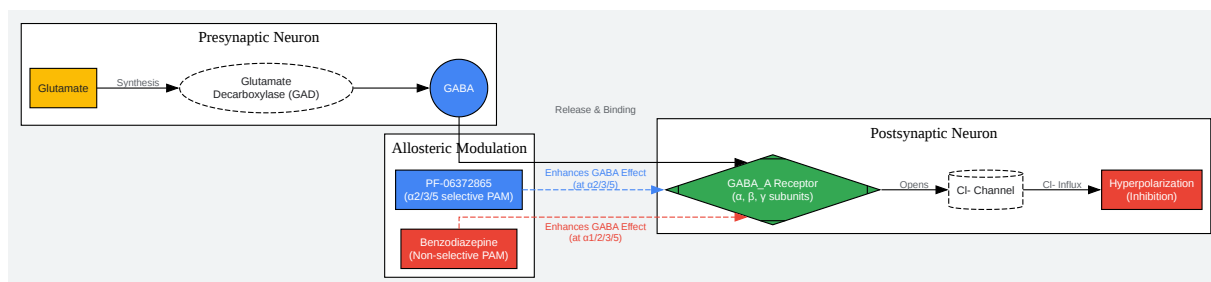 Presynaptic Neuron
Glutamate
Synthesis
Glutamate
Decarboxylase (GAD)
GABA
Release & Binding
Allosteric Modulation
PF-06372865
(α2/3/5 selective PAM)
Benzodiazepine
(Non-selective PAM)
Enhances GABA Effect
(at α2/3/5)
Enhances GABA Effect
(at α1/2/3/5)
Postsynaptic Neuron
GABA_A Receptor
(α, β, γ subunits)
Opens
Cl- Channel
Cl- Influx
Hyperpolarization
(Inhibition)